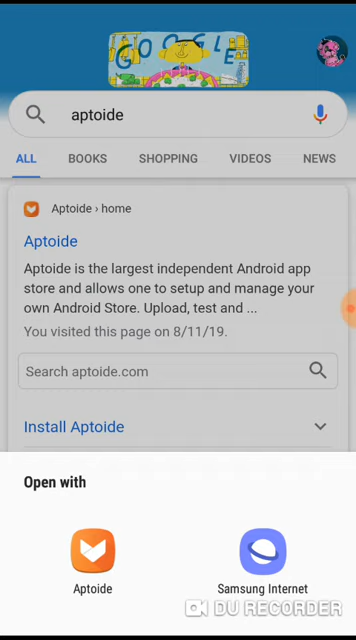 GOOGLE
aptoide
ALL BOOKS SHOPPING VIDEOS NEWS
Aptoide › home
Aptoide
Aptoide is the largest independent Android app
store and allows one to setup and manage your
own Android Store. Upload, test and ...
You visited this page on 8/11/19.
Search aptoide.com
Install Aptoide
Open with
Aptoide Samsung Internet
DU RECORDER